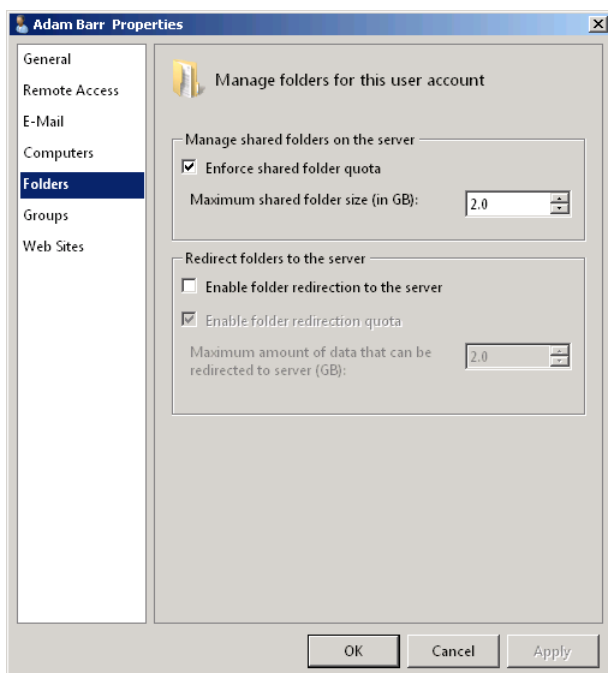 Adam Barr Properties
General
Remote Access
E-Mail
Computers
Folders
Groups
Web Sites
Manage folders for this user account
Manage shared folders on the server
Enforce shared folder quota
Maximum shared folder size (in GB):
2.0
Redirect folders to the server
Enable folder redirection to the server
Enable folder redirection quota
Maximum amount of data that can be
redirected to server (GB):
2.0
OK
Cancel
Apply